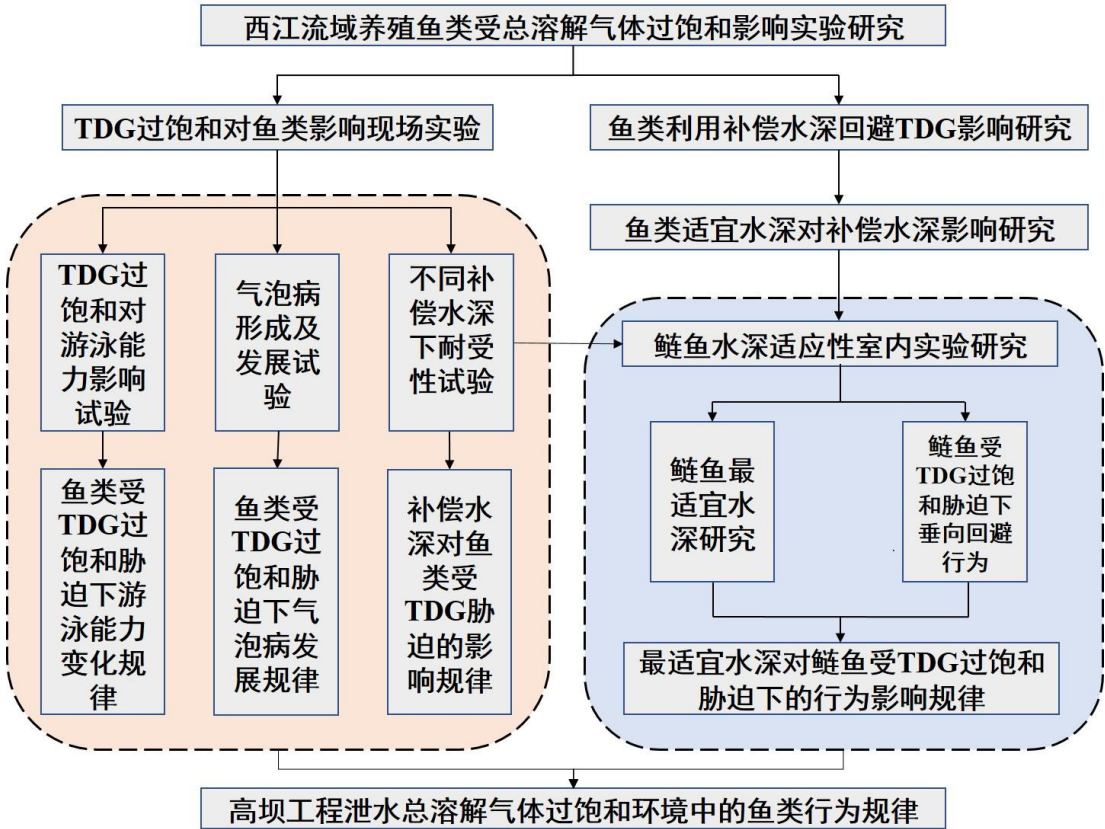 西江流域养殖鱼类受总溶解气体过饱和影响实验研究
TDG过饱和对鱼类影响现场实验
鱼类利用补偿水深回避TDG影响研究
鱼类适宜水深对补偿水深影响研究
TDG过
饱和对
游泳能
力影响
试验
气泡病
形成及
发展试
验
不同补
偿水深
下耐受
性试验
鲢鱼水深适应性室内实验研究
鱼类受
TDG过
饱和胁
迫下游
泳能力
变化规
律
鱼类受
TDG过
饱和胁
迫下气
泡病发
展规律
补偿水
深对鱼
类受
TDG胁
迫的影
响规律
鲢鱼最
适宜水
深研究
鲢鱼受
TDG过饱
和胁迫下
垂向回避
行为
最适宜水深对鲢鱼受TDG过饱和
胁迫下的行为影响规律
高坝工程泄水总溶解气体过饱和环境中的鱼类行为规律